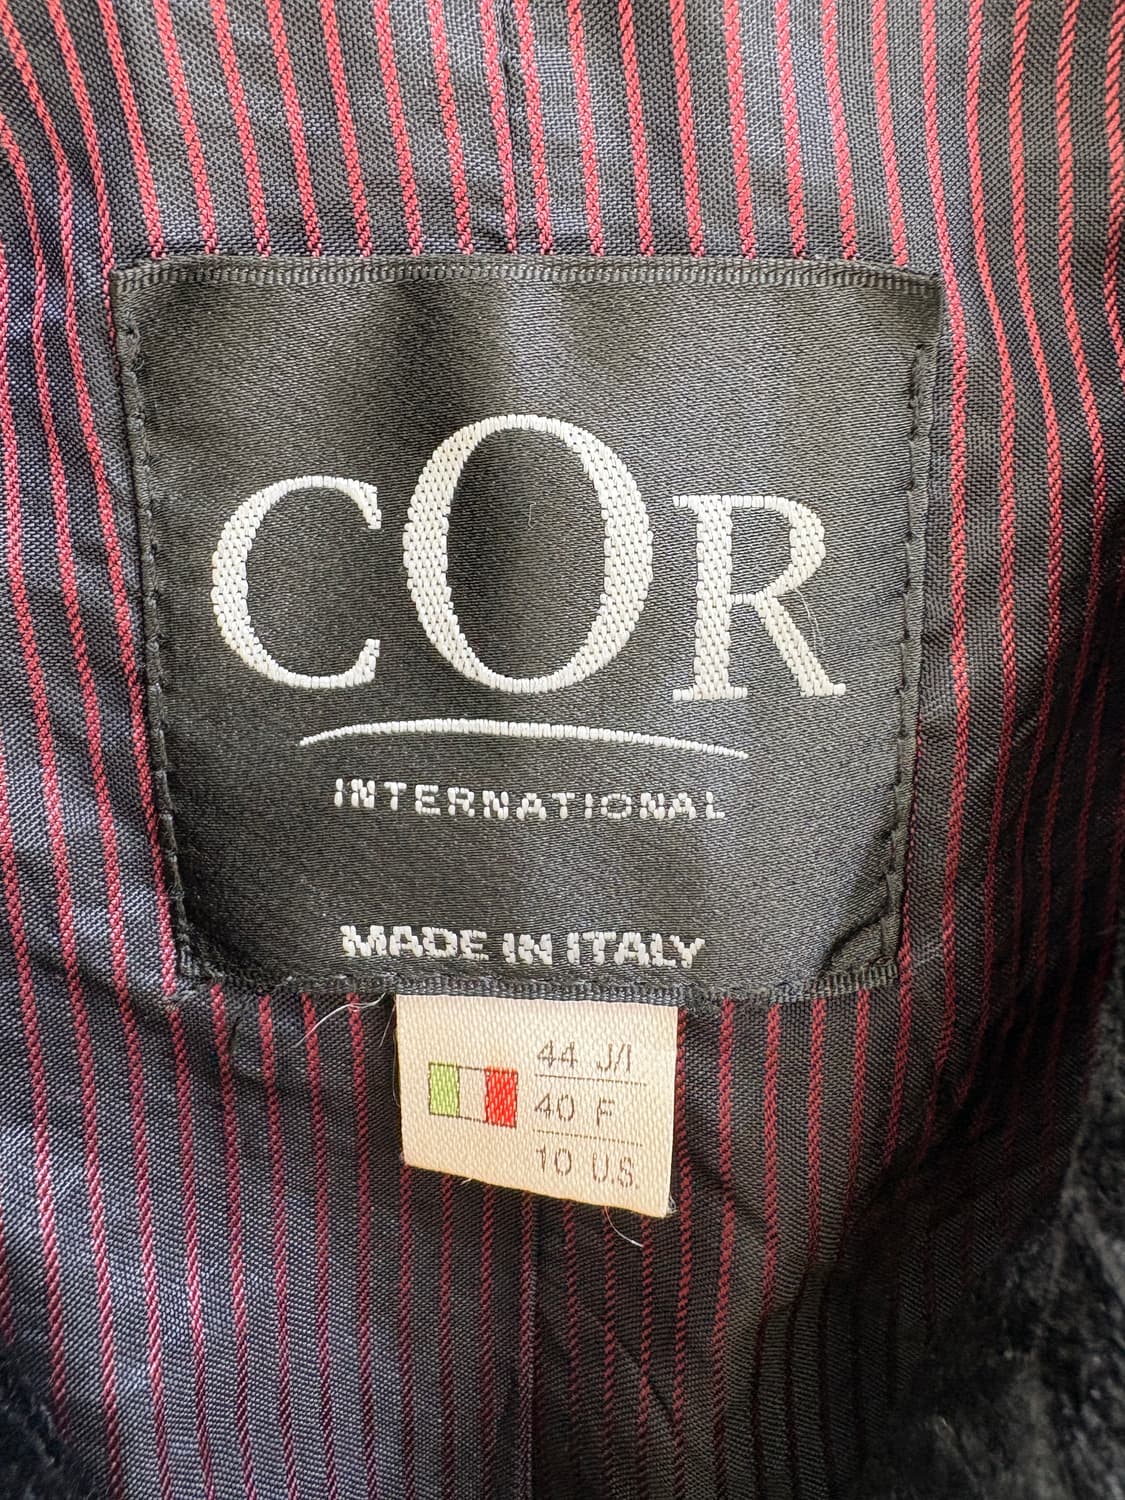 COR
INTERNATIONAL
MADE IN ITALY
44 J/I
40 F
10 U.S.